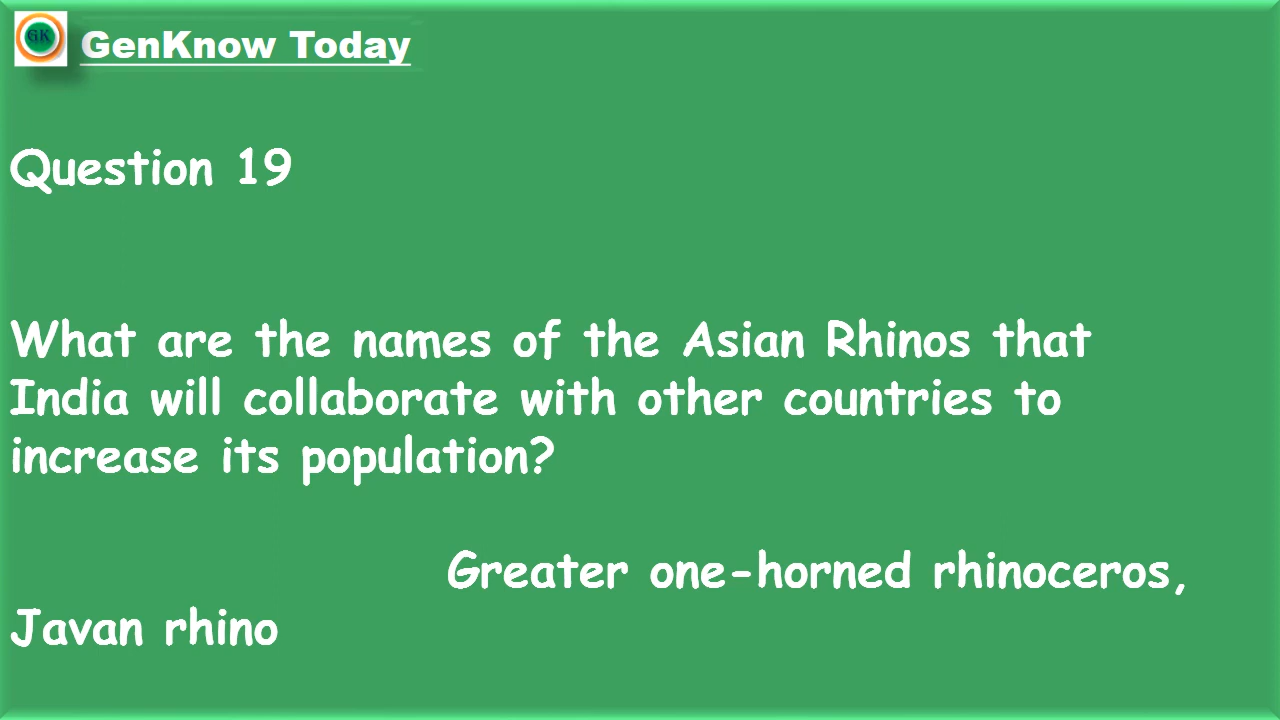 GK
GenKnow Today
Question 19
What are the names of the Asian Rhinos that
India will collaborate with other countries to
increase its population?
Greater one-horned rhinoceros,
Javan rhino